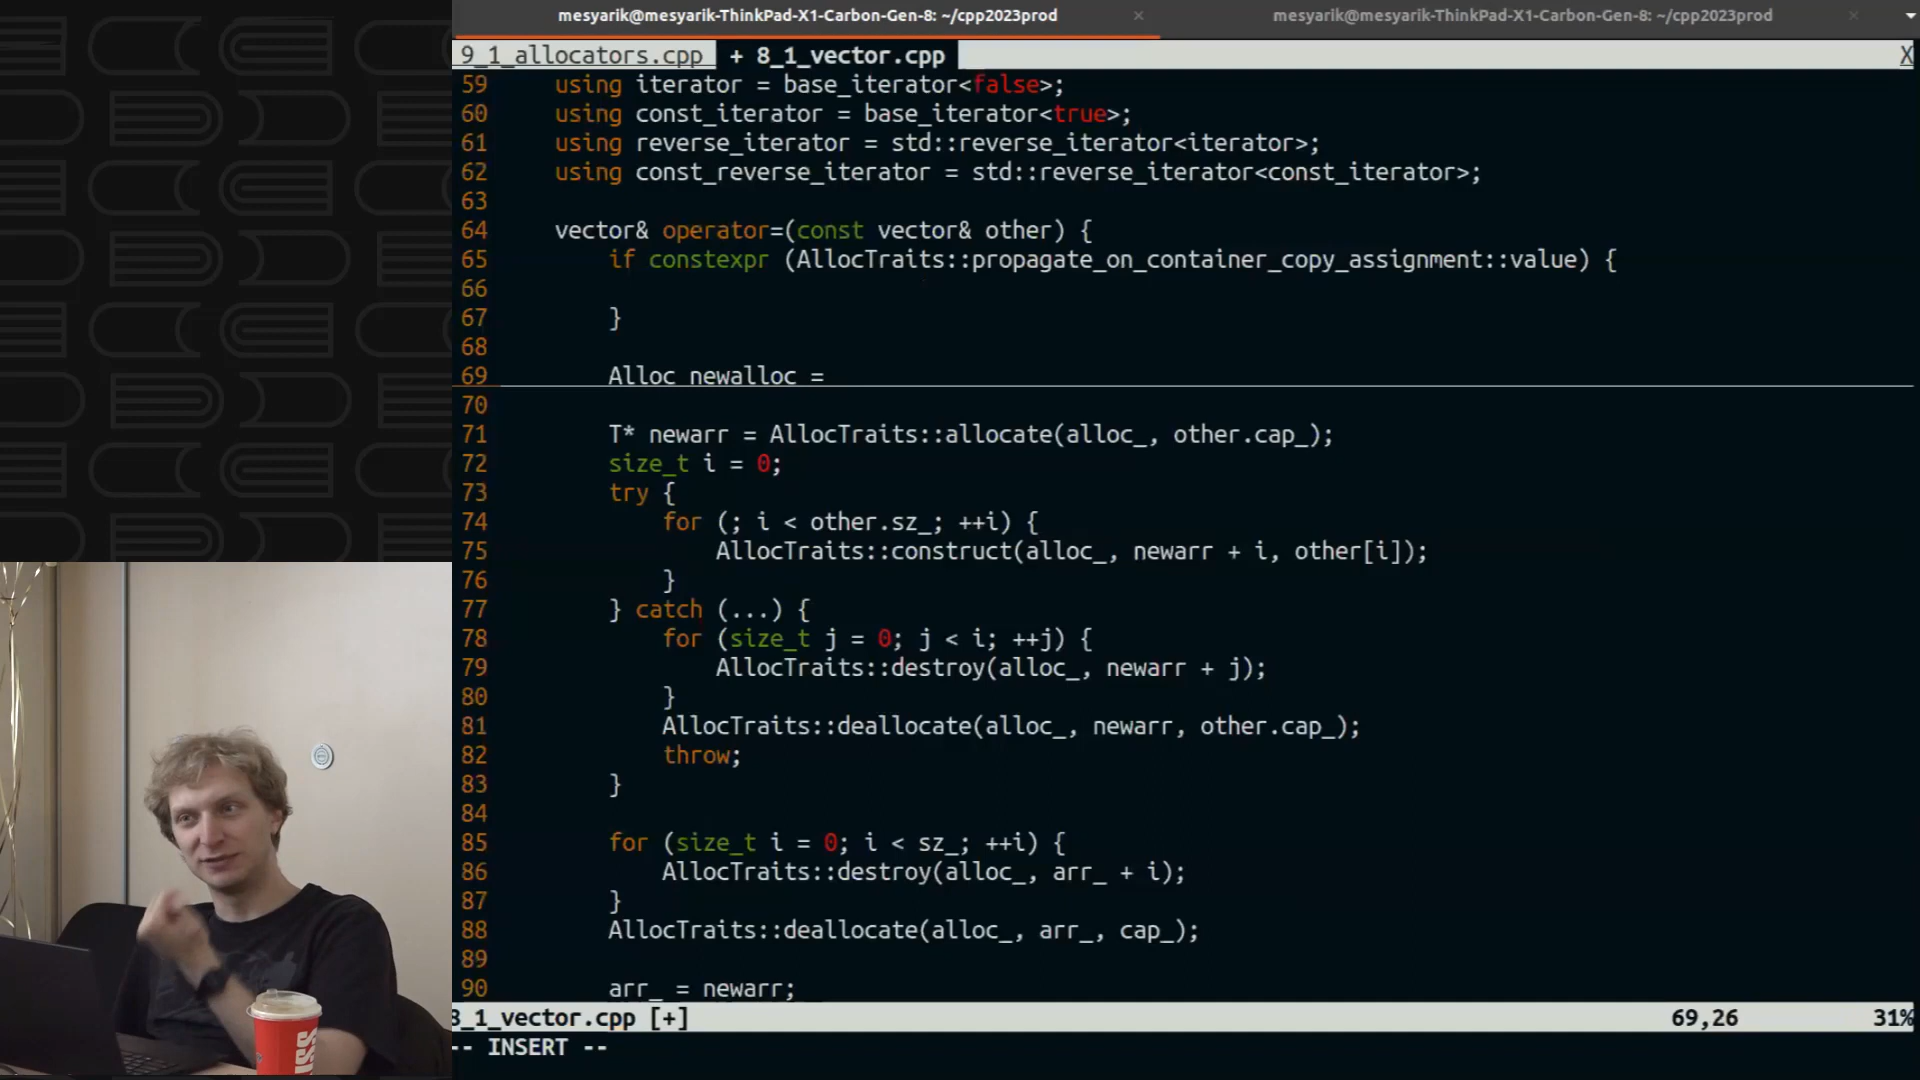 mesyarik@mesyarik-ThinkPad-X1-Carbon-Gen-8: ~/cpp2023prod × mesyarik@mesyarik-ThinkPad-X1-Carbon-Gen-8: ~/cpp2023prod ×
9_1_allocators.cpp + 8_1_vector.cpp X
59 using iterator = base_iterator<false>;
60 using const_iterator = base_iterator<true>;
61 using reverse_iterator = std::reverse_iterator<iterator>;
62 using const_reverse_iterator = std::reverse_iterator<const_iterator>;
63
64 vector& operator=(const vector& other) {
65 if constexpr (AllocTraits::propagate_on_container_copy_assignment::value) {
66
67 }
68
69 Alloc newalloc =
70
71 T* newarr = AllocTraits::allocate(alloc_, other.cap_);
72 size_t i = 0;
73 try {
74 for (; i < other.sz_; ++i) {
75 AllocTraits::construct(alloc_, newarr + i, other[i]);
76 }
77 } catch (...) {
78 for (size_t j = 0; j < i; ++j) {
79 AllocTraits::destroy(alloc_, newarr + j);
80 }
81 AllocTraits::deallocate(alloc_, newarr, other.cap_);
82 throw;
83 }
84
85 for (size_t i = 0; i < sz_; ++i) {
86 AllocTraits::destroy(alloc_, arr_ + i);
87 }
88 AllocTraits::deallocate(alloc_, arr_, cap_);
89
90 arr_ = newarr;
8_1_vector.cpp [+] 69,26 31%
-- INSERT --